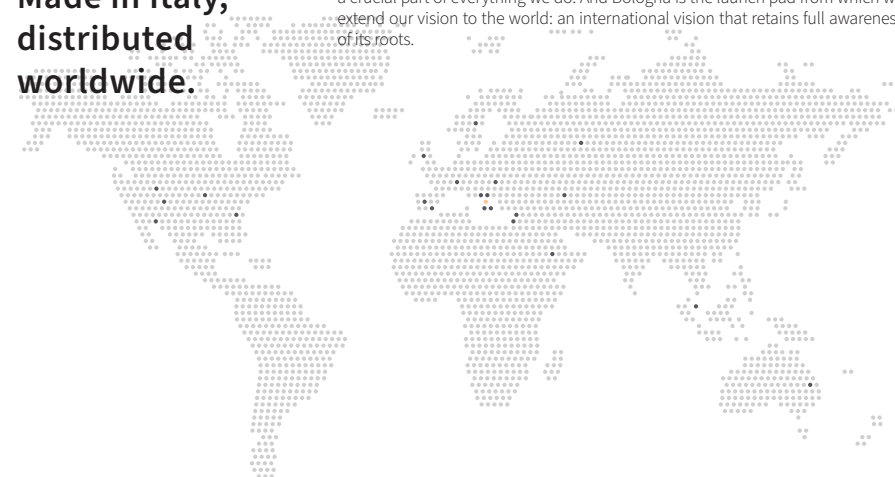 Made in Italy,
distributed
worldwide.
a crucial part of everything we do. And Bologna is the launch pad from which
extend our vision to the world: an international vision that retains full
of its roots.